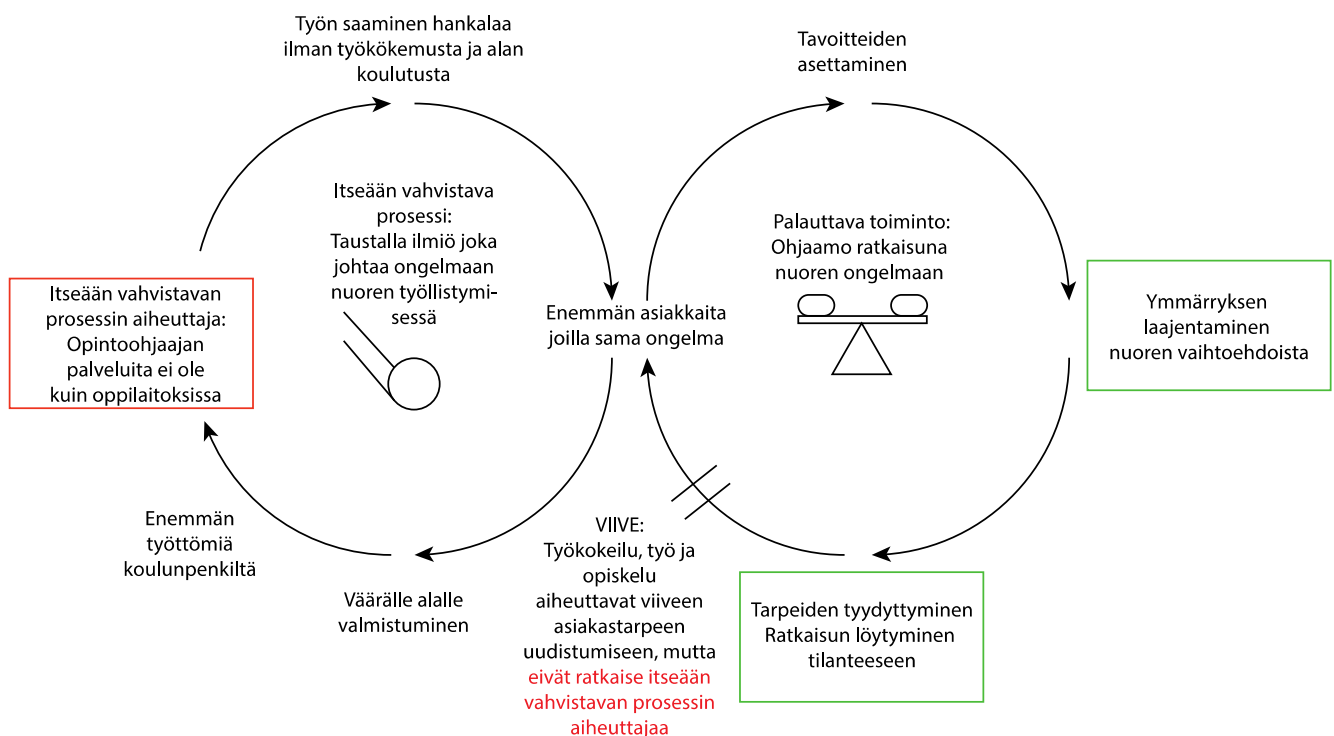 Työn saaminen hankalaa
ilman työkökemusta ja alan
koulutusta
Tavoitteiden
asettaminen
Itseään vahvistava
prosessi:
Taustalla ilmiö joka
johtaa ongelmaan
nuoren työllistymi-
sessä
Palauttava toiminto:
Ohjaamo ratkaisuna
nuoren ongelmaan
Itseään vahvistavan
prosessin aiheuttaja:
Opintoohjaajan
palveluita ei ole
kuin oppilaitoksissa
Enemmän asiakkaita
joilla sama ongelma
Ymmärryksen
laajentaminen
nuoren vaihtoehdoista
Enemmän
työttömiä
koulunpenkiltä
Väärälle alalle
valmistuminen
VIIVE:
Työkokeilu, työ ja
opiskelu
aiheuttavat viiveen
asiakastarpeen
uudistumiseen, mutta
eivät ratkaise itseään
vahvistavan prosessin
aiheuttajaa
Tarpeiden tyydyttyminen
Ratkaisun löytyminen
tilanteeseen